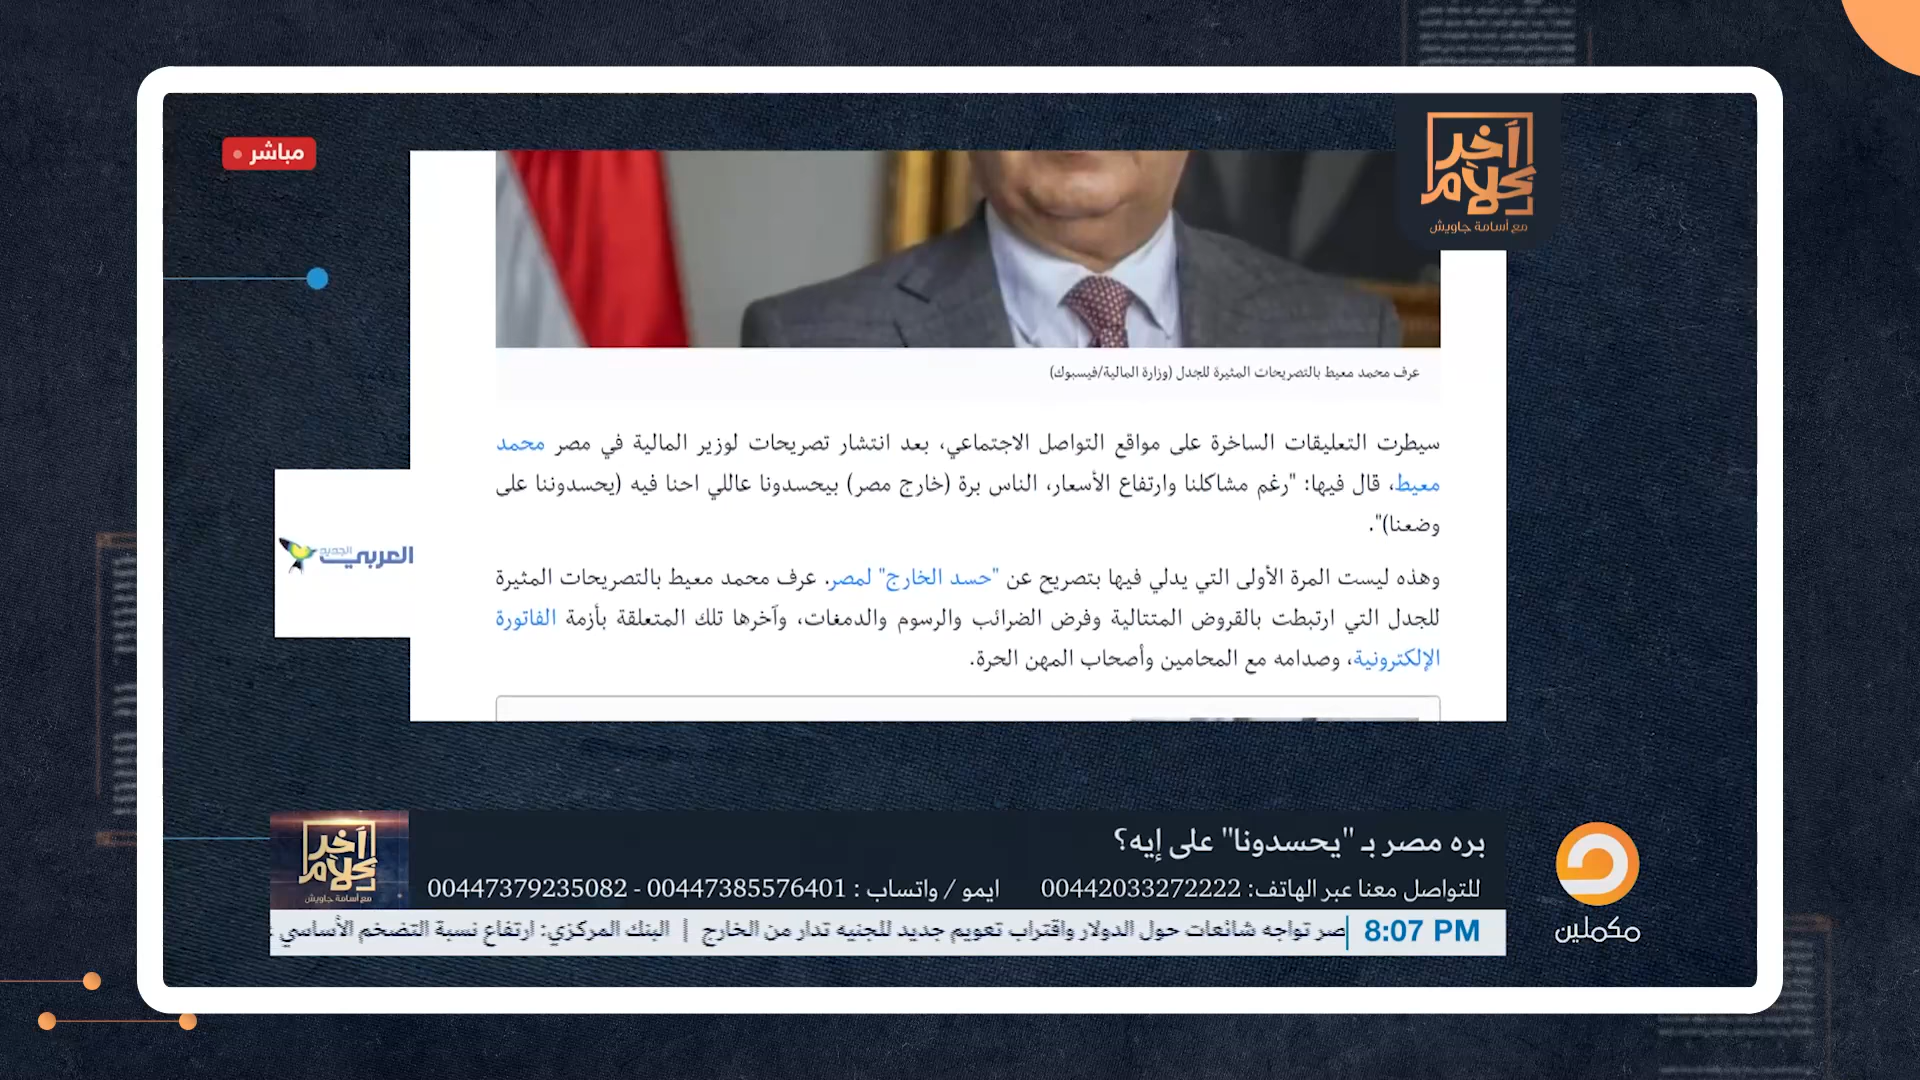 مباشر
آخر
كلام
مع أسامة جاويش
عرف محمد معيط بالتصريحات المثيرة للجدل (وزارة المالية/فيسبوك)
سيطرت التعليقات الساخرة على مواقع التواصل الاجتماعي، بعد انتشار تصريحات لوزير المالية في مصر محمد
معيط، قال فيها: "رغم مشاكلنا وارتفاع الأسعار، الناس برة (خارج مصر) بيحسدونا عاللي احنا فيه (يحسدوننا على
وضعنا)".
وهذه ليست المرة الأولى التي يدلي فيها بتصريح عن "حسد الخارج" لمصر. عرف محمد معيط بالتصريحات المثيرة
للجدل التي ارتبطت بالقروض المتتالية وفرض الضرائب والرسوم والدمغات، وآخرها تلك المتعلقة بأزمة الفاتورة
الإلكترونية، وصدامه مع المحامين وأصحاب المهن الحرة.
العربي الجديد
بره مصر بـ "يحسدونا" على إيه؟
للتواصل معنا عبر الهاتف: 00442033272222 ايمو / واتساب : 00447385576401 - 00447379235082
آخر
كلام
مع أسامة جاويش
8:07 PM
صر تواجه شائعات حول الدولار واقتراب تعويم جديد للجنيه تدار من الخارج | البنك المركزي: ارتفاع نسبة التضخم الأساسي
مكملين